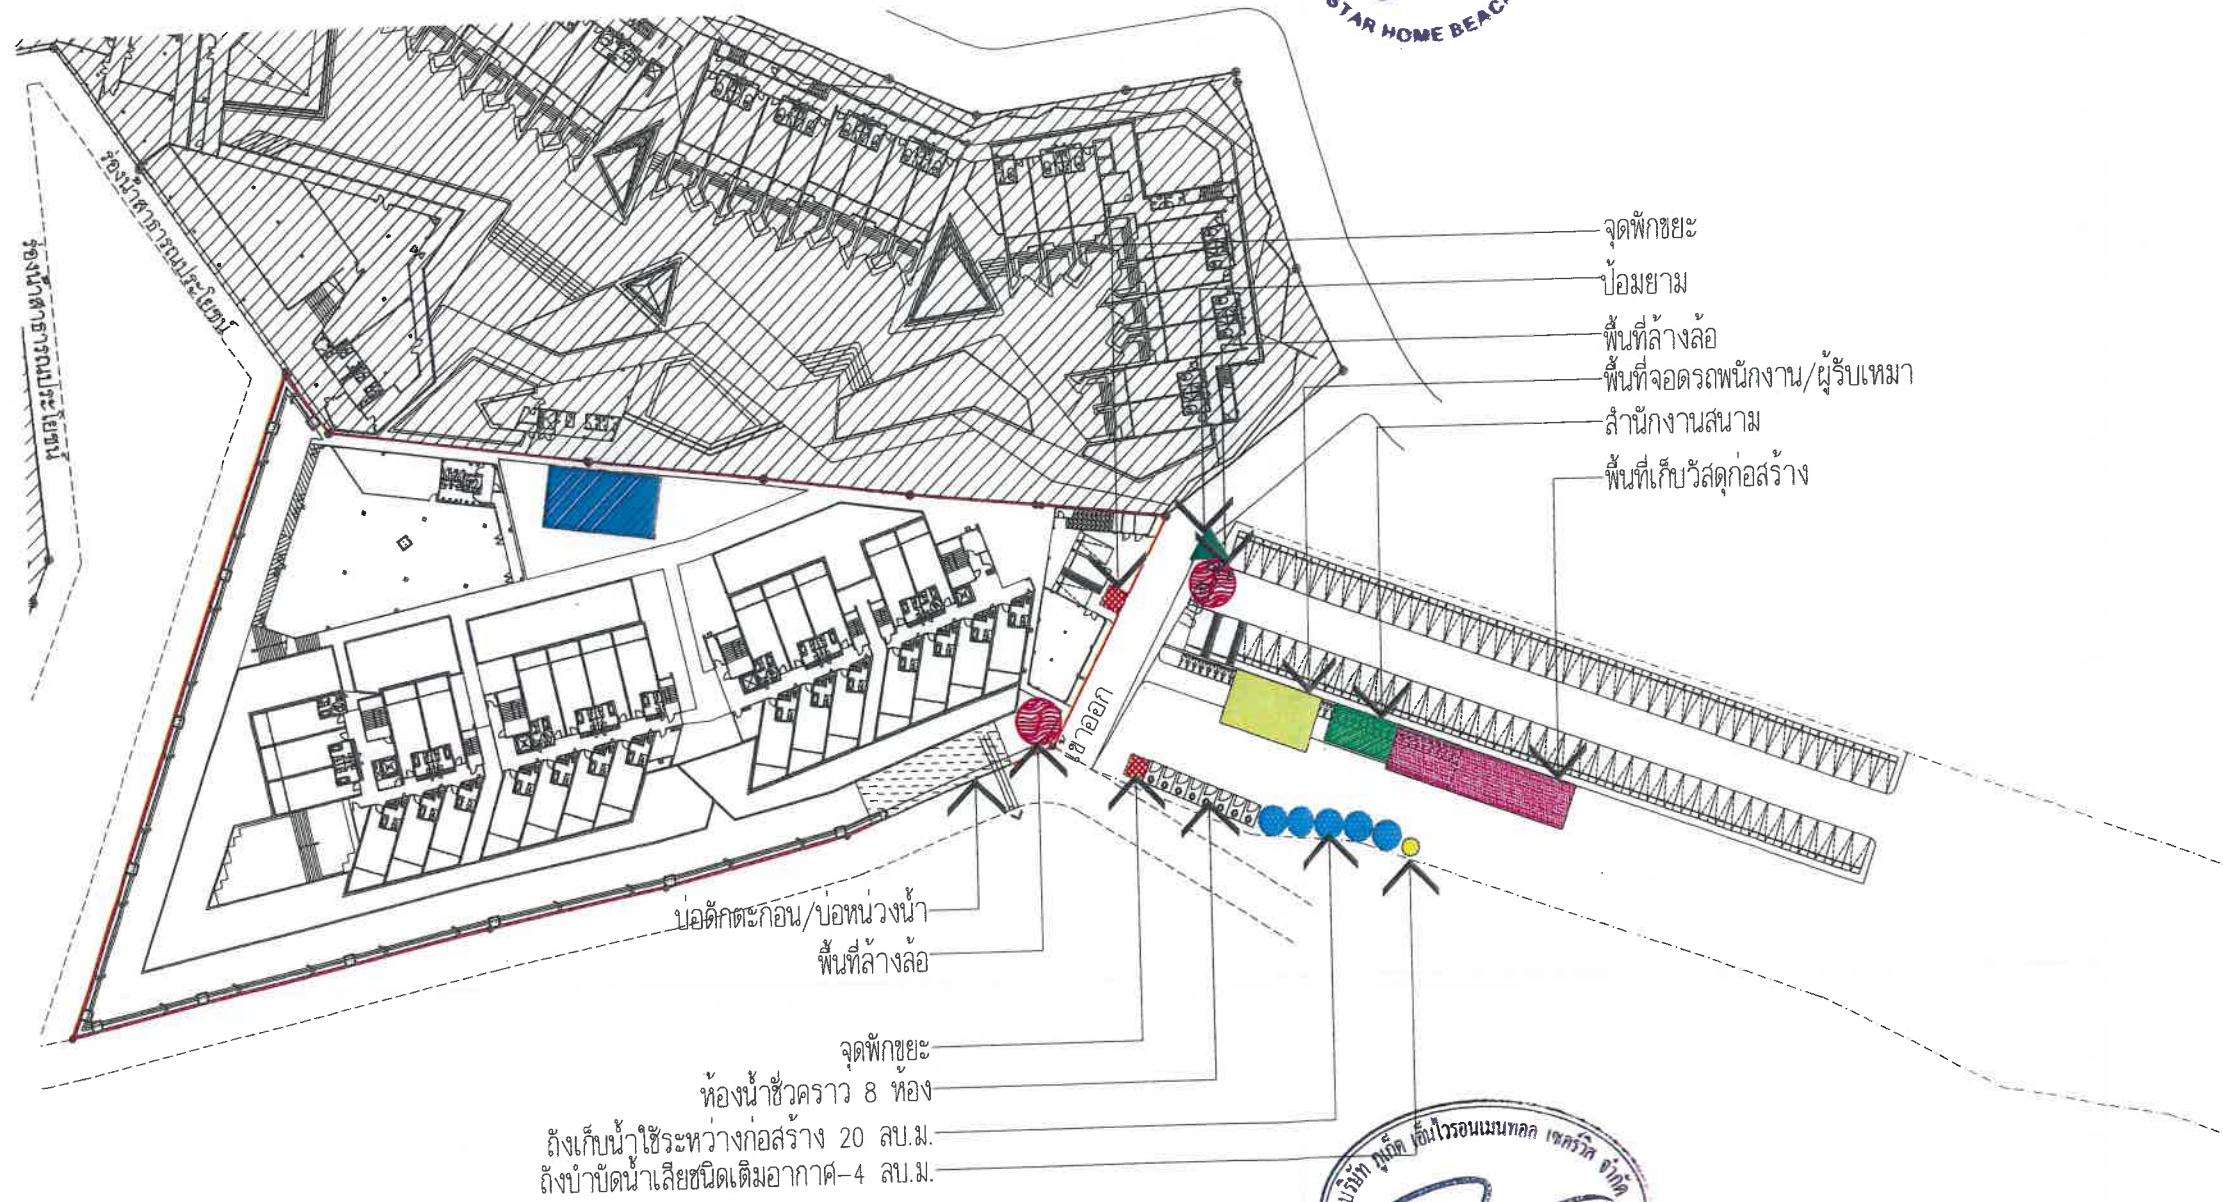 STAR HOME BEACH
ร่องน้ำสาธารณประโยชน์
ร่องน้ำสาธารณประโยชน์
จุดพักขยะ
ป้อมยาม
พื้นที่ล้างล้อ
พื้นที่จอดรถพนักงาน/ผู้รับเหมา
สำนักงานสนาม
พื้นที่เก็บวัสดุก่อสร้าง
เข้าออก
บ่อดักตะกอน/บ่อหน่วงน้ำ
พื้นที่ล้างล้อ
จุดพักขยะ
ห้องน้ำชั่วคราว 8 ห้อง
ถังเก็บน้ำใช้ระหว่างก่อสร้าง 20 ลบ.ม.
ถังบำบัดน้ำเสียชนิดเติมอากาศ-4 ลบ.ม.
บริษัท ภูเก็ต เอ็นไวรอนเมนทอล เซอร์วิส จำกัด